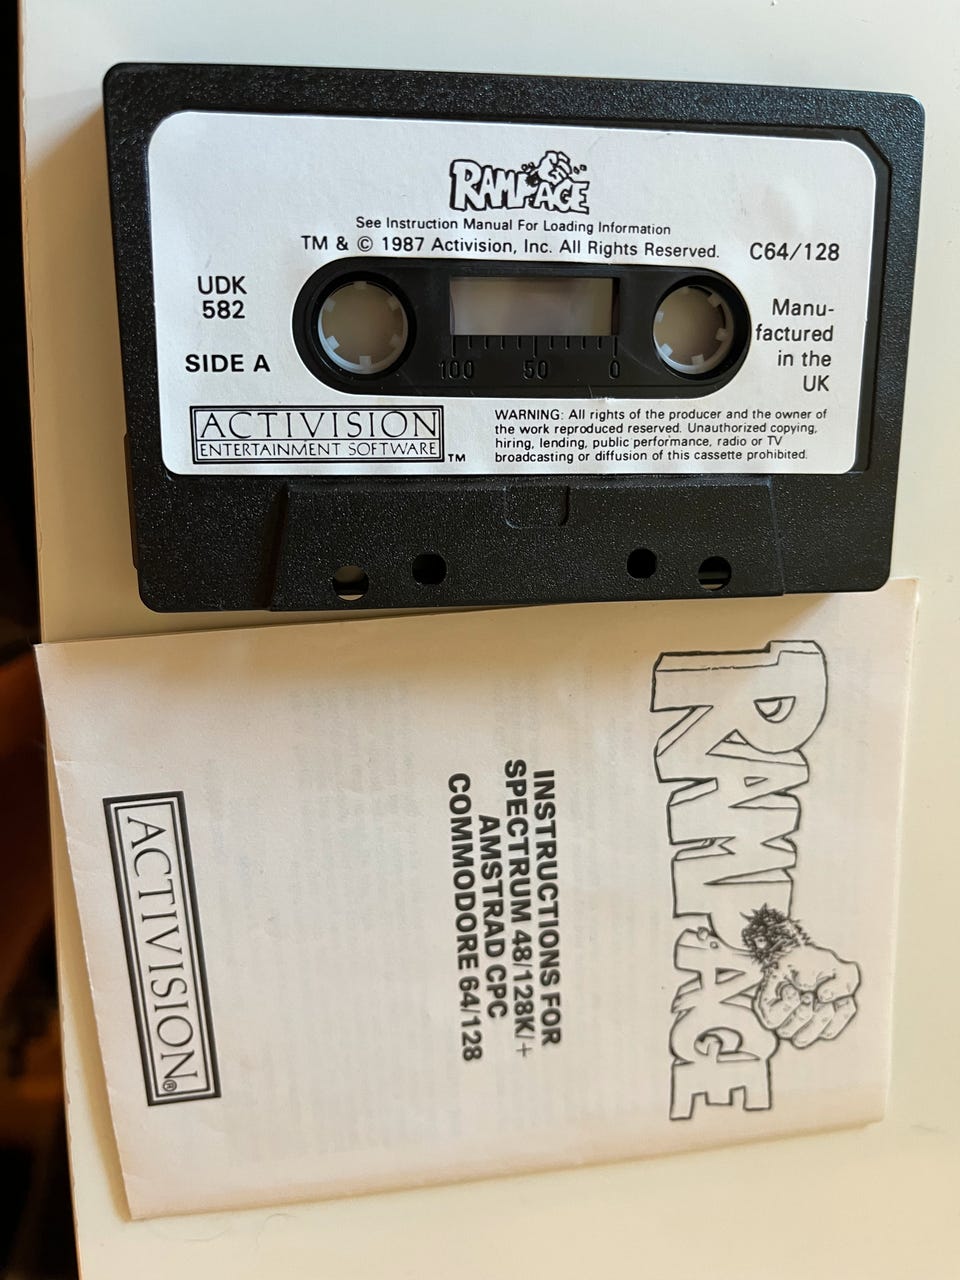 RAMPAGE
See Instruction Manual For Loading Information
TM & © 1987 Activision, Inc. All Rights Reserved.
C64/128
UDK
582
SIDE A
100 50 0
Manu-
factured
in the
UK
ACTIVISION
ENTERTAINMENT SOFTWARE TM
WARNING: All rights of the producer and the owner of
the work reproduced reserved. Unauthorized copying,
hiring, lending, public performance, radio or TV
broadcasting or diffusion of this cassette prohibited.
RAMPAGE
INSTRUCTIONS FOR
SPECTRUM 48/128K/+
AMSTRAD CPC
COMMODORE 64/128
ACTIVISION®